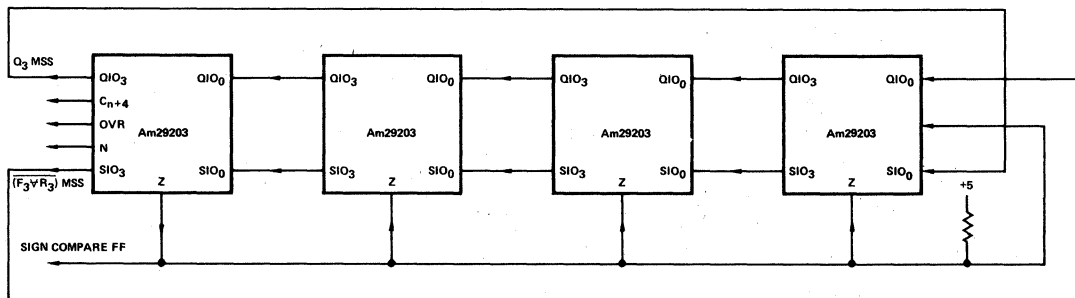 Q₃ MSS
QIO₃ QIO₀ QIO₃ QIO₀ QIO₃ QIO₀ QIO₃ QIO₀
Cₙ₊₄
OVR Am29203 Am29203 Am29203 Am29203
N
SIO₃ SIO₀ SIO₃ SIO₀ SIO₃ SIO₀ SIO₃ SIO₀
(F₃∀R₃) MSS Z Z Z Z +5
SIGN COMPARE FF